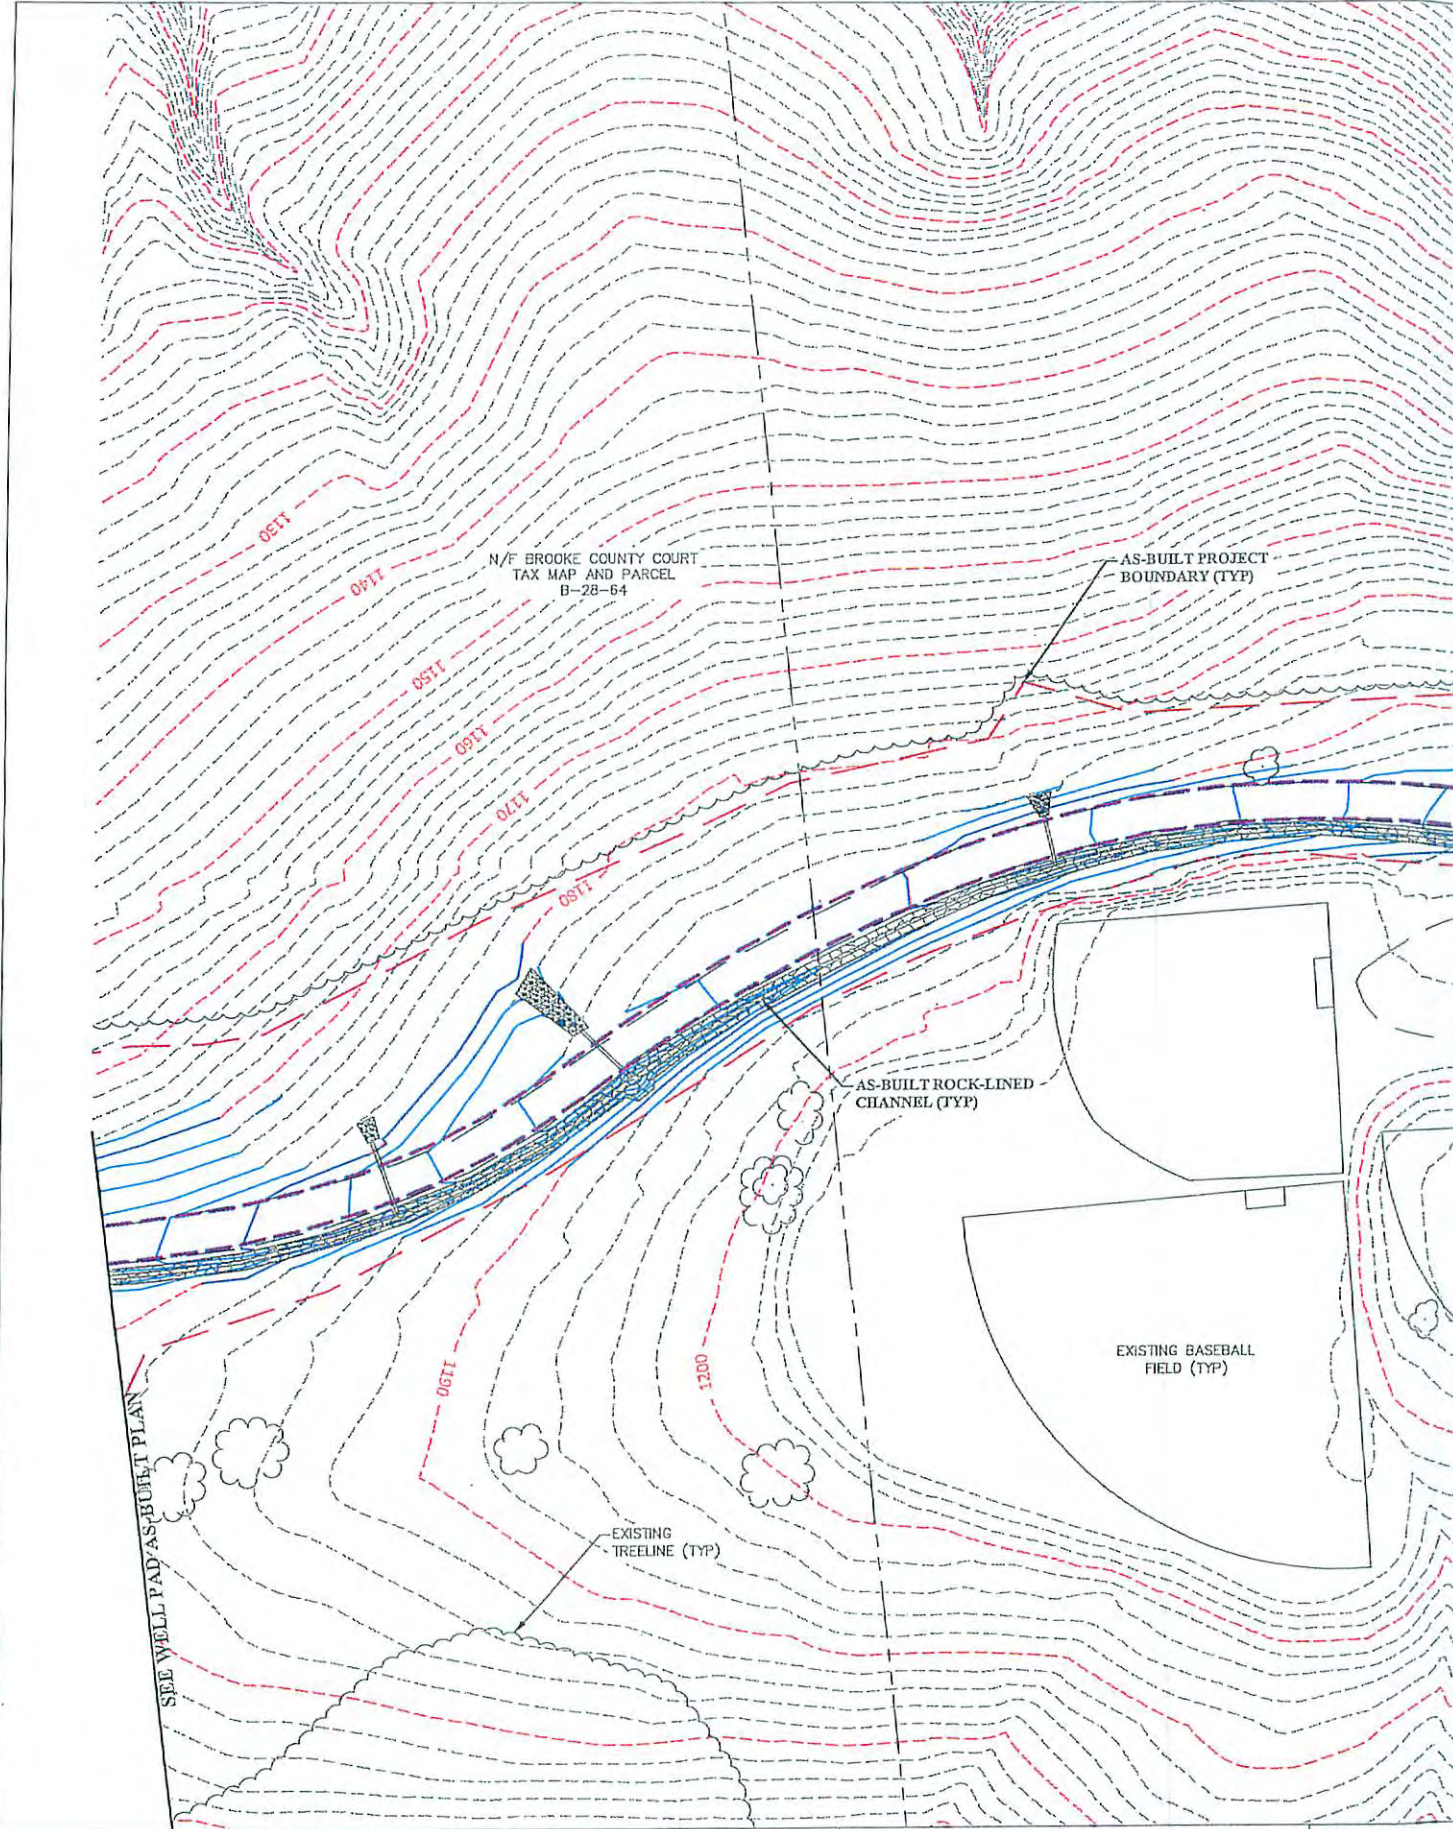 1130
1140
N/F BROOKE COUNTY COURT
TAX MAP AND PARCEL
B-28-64
AS-BUILT PROJECT
BOUNDARY (TYP)
1150
1160
1170
1180
AS-BUILT ROCK-LINED
CHANNEL (TYP)
1190
1200
EXISTING BASEBALL
FIELD (TYP)
SEE WELL PAD AS-BUILT PLAN
EXISTING
TREELINE (TYP)